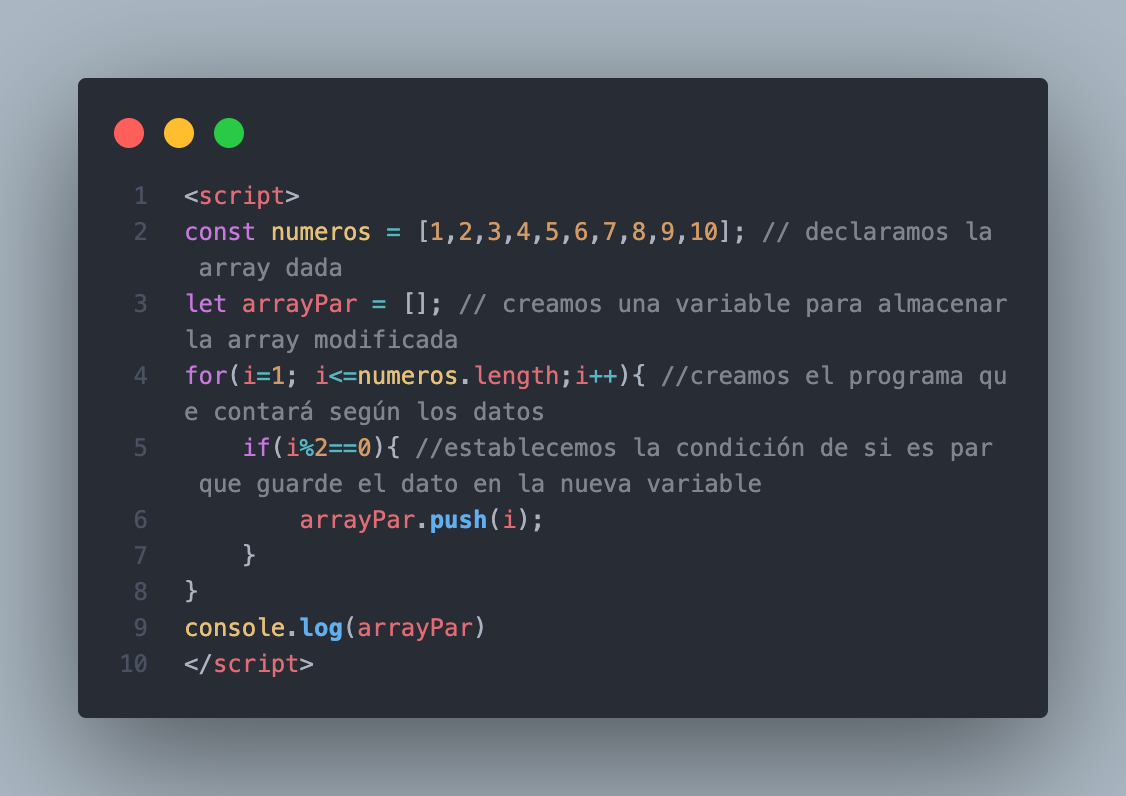 1 <script>
2 const numeros = [1,2,3,4,5,6,7,8,9,10]; // declaramos la
array dada
3 let arrayPar = []; // creamos una variable para almacenar
la array modificada
4 for(i=1; i<=numeros.length;i++){ //creamos el programa qu
e contará según los datos
5     if(i%2==0){ //establecemos la condición de si es par
que guarde el dato en la nueva variable
6         arrayPar.push(i);
7     }
8 }
9 console.log(arrayPar)
10 </script>